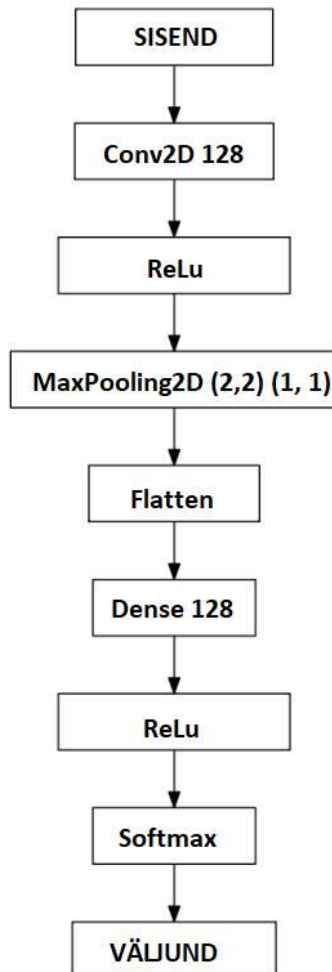 SISEND
Conv2D 128
ReLu
MaxPooling2D (2,2) (1, 1)
Flatten
Dense 128
ReLu
Softmax
VÄLJUND